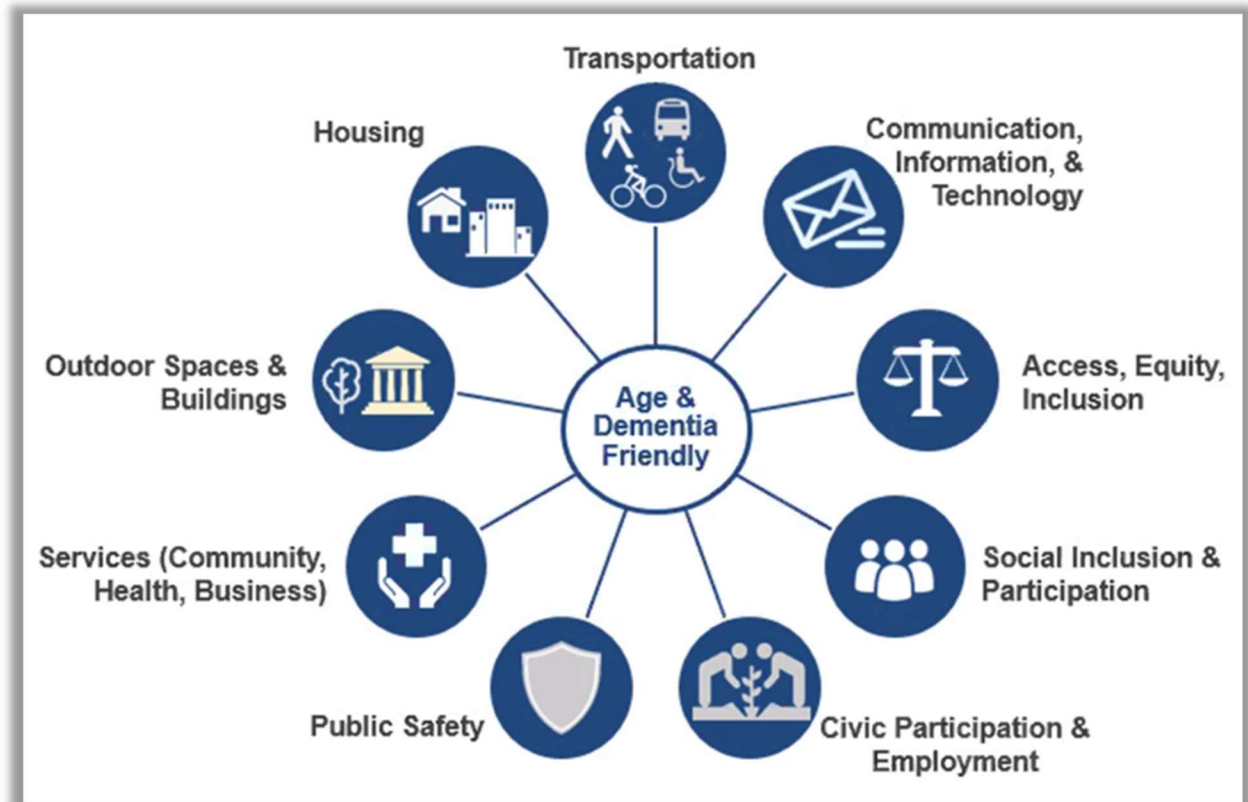 Transportation
Housing
Communication,
Information, &
Technology
Outdoor Spaces &
Buildings
Age &
Dementia
Friendly
Access, Equity,
Inclusion
Services (Community,
Health, Business)
Social Inclusion &
Participation
Public Safety
Civic Participation &
Employment